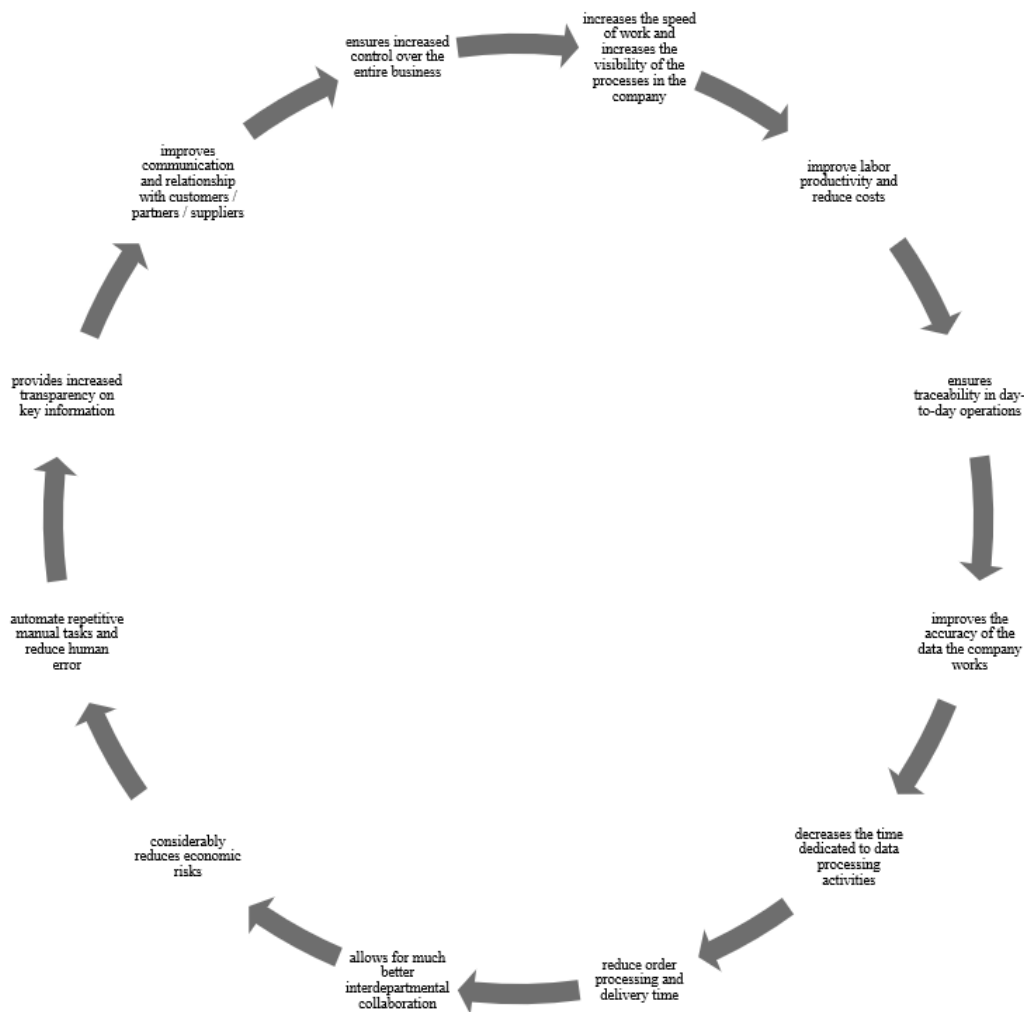 increases the speed
of work and
increases the
visibility of the
processes in the
company
improve labor
productivity and
reduce costs
ensures
traceability in day-
to-day operations
improves the
accuracy of the
data the company
works
decreases the time
dedicated to data
processing
activities
reduce order
processing and
delivery time
allows for much
better
interdepartmental
collaboration
considerably
reduces economic
risks
automate repetitive
manual tasks and
reduce human
error
provides increased
transparency on
key information
improves
communication
and relationship
with customers /
partners / suppliers
ensures increased
control over the
entire business